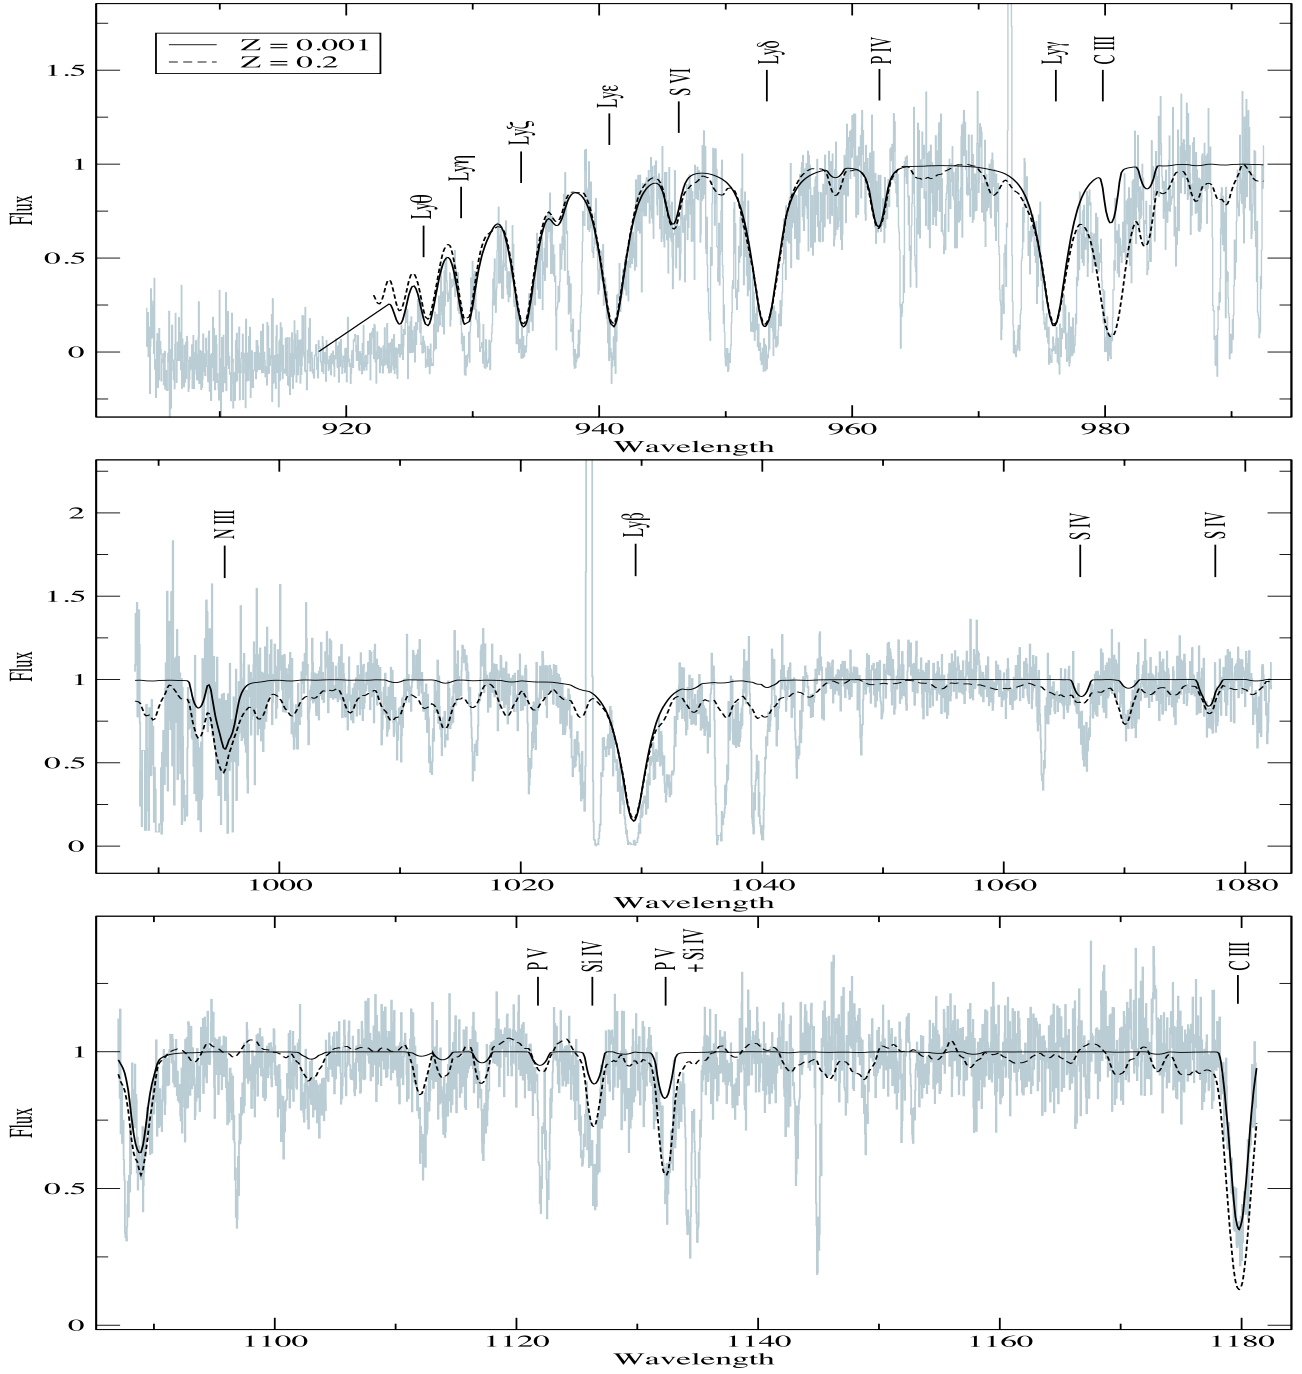 Z = 0.001
Z = 0.2
Lyθ
Lyη
Lyζ
Lyε
S VI
Lyδ
P IV
Lyγ
C III
Flux
1.5
1
0.5
0
920
940
960
980
Wavelength
N III
Lyβ
S IV
S IV
Flux
2
1.5
1
0.5
0
1000
1020
1040
1060
1080
Wavelength
P V
Si IV
P V
+ Si IV
C III
Flux
1
0.5
0
1100
1120
1140
1160
1180
Wavelength